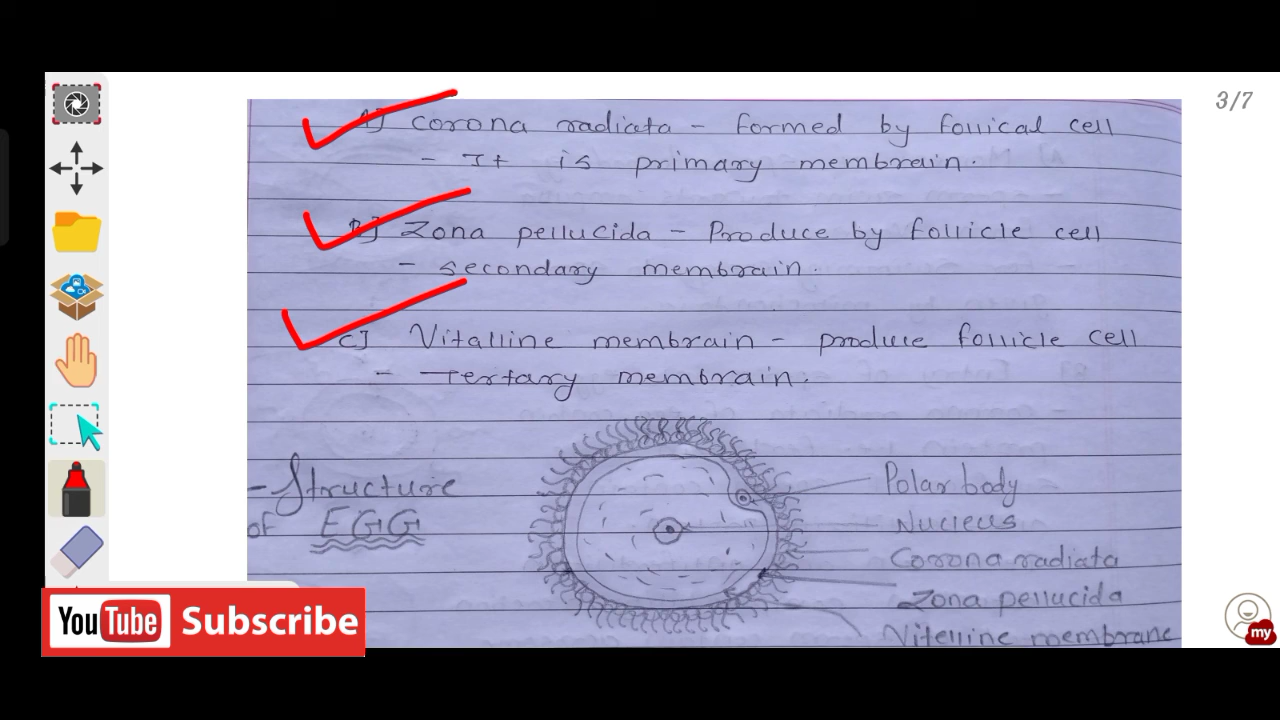 3/7
A] Corona radiata - formed by follical cell
- It is primary membrain.
B] Zona pellucida - Produce by follicle cell
- secondary membrain.
C] Vitalline membrain - produce follicle cell
- Tertary membrain.
- Structure
of EGG
Polar body
Nucleus
Corona radiata
Zona pellucida
Vitelline membrane
YouTube Subscribe
my